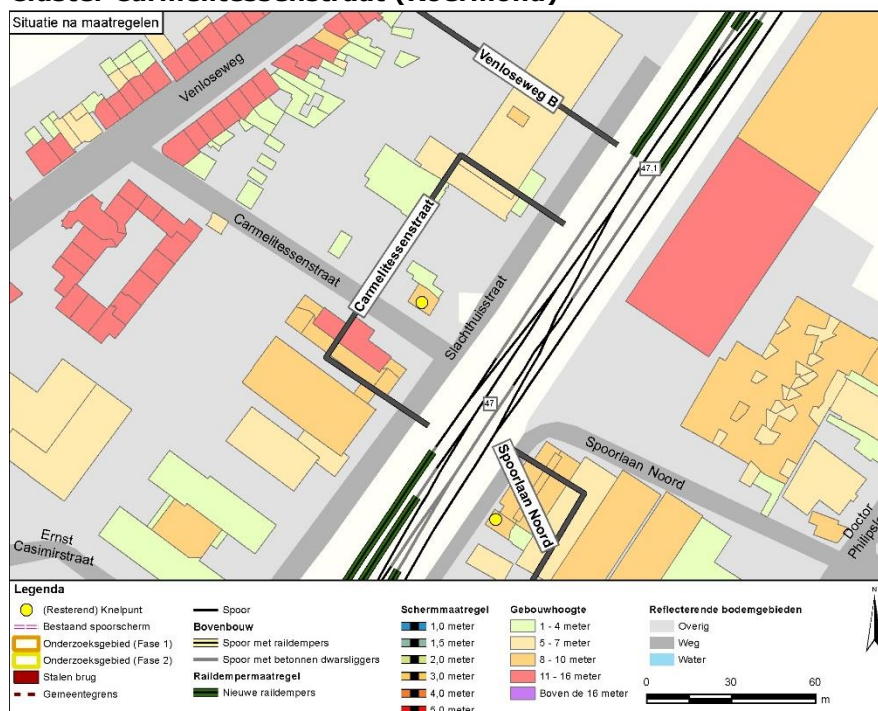 Cluster Carmelitessenstraat (Roermond)
Situatie na maatregelen
Venloseweg
Venloseweg B
47,1
Carmelitessenstraat
Carmelitessenstraat
Slachthuisstraat
47
Spoorlaan Noord
Spoorlaan Noord
Ernst
Casimirstraat
Doctor
Legenda
(Resterend) Knelpunt
Bestaand spoorscherm
Onderzoeksgebied (Fase 1)
Onderzoeksgebied (Fase 2)
Stalen brug
Gemeentegrens
Spoor
Bovenbouw
Spoor met raildempers
Spoor met betonnen dwarsliggers
Raildempermaatregel
Nieuwe raildempers
Schermmaatregel
1,0 meter
1,5 meter
2,0 meter
3,0 meter
4,0 meter
5,0 meter
Gebouwhoogte
1 - 4 meter
5 - 7 meter
8 - 10 meter
11 - 16 meter
Boven de 16 meter
Reflecterende bodemgebieden
Overig
Weg
Water
N
0 30 60
m